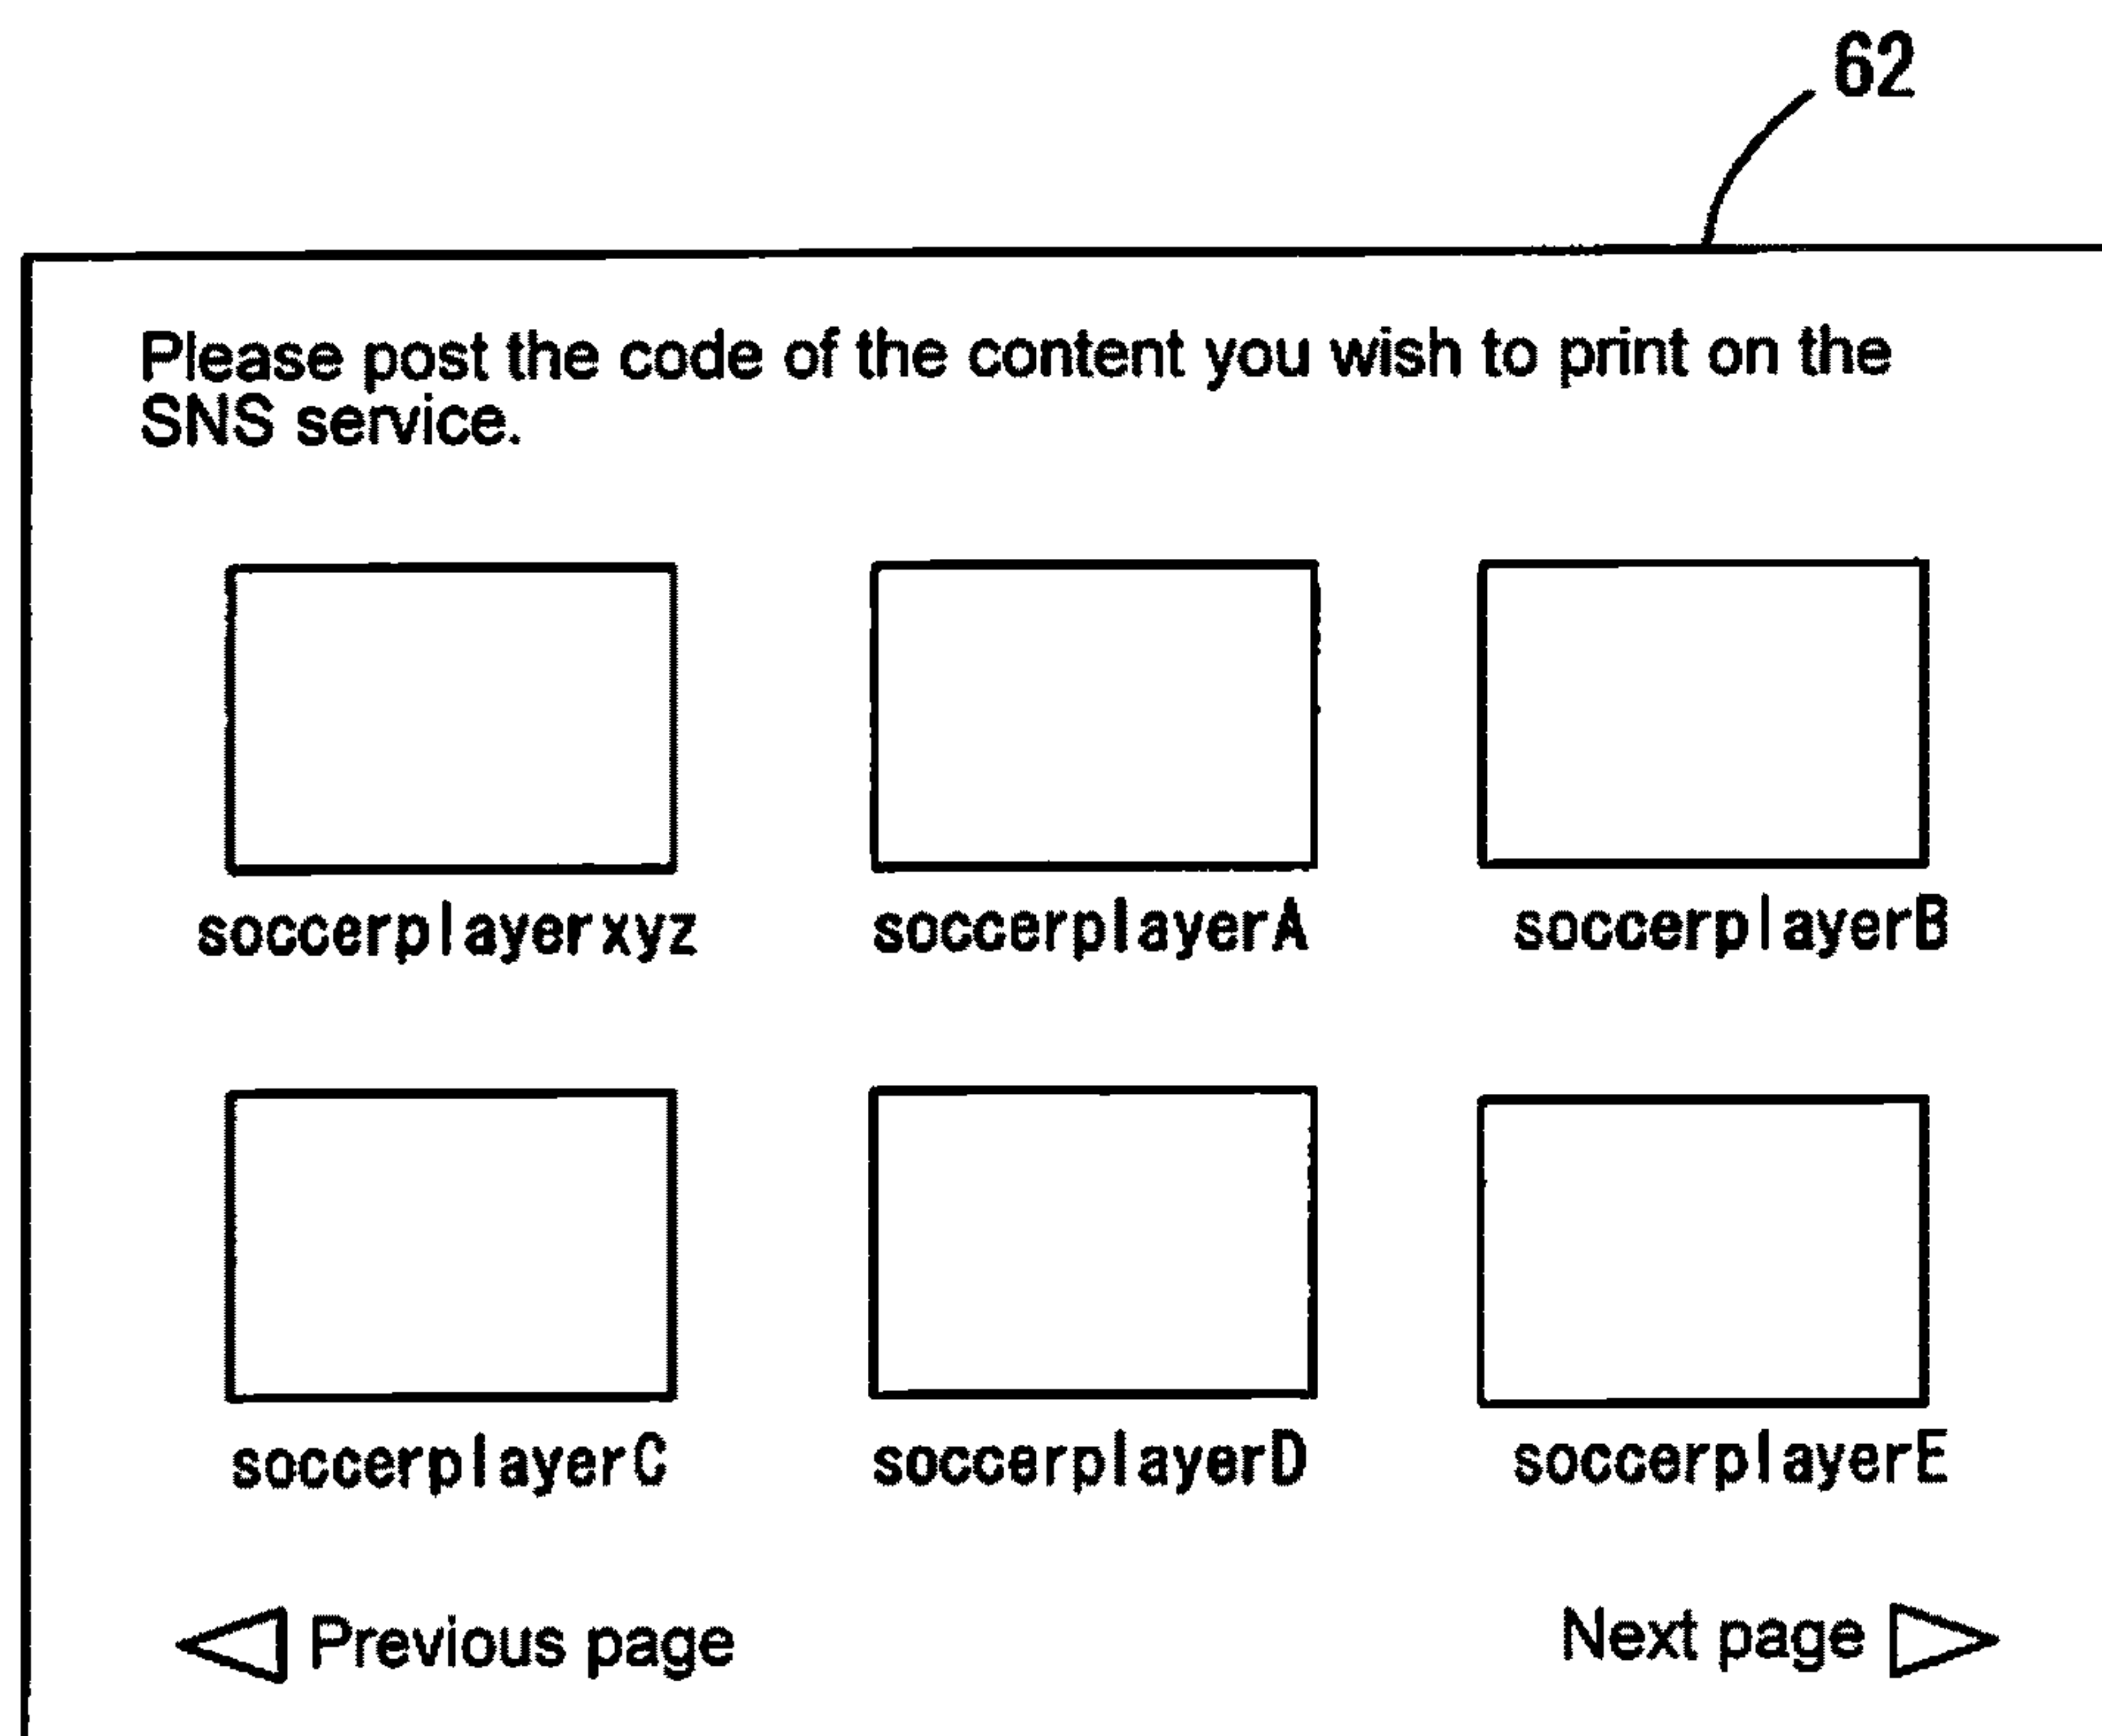 62
Please post the code of the content you wish to print on the
SNS service.
soccerplayerxyz soccerplayerA soccerplayerB
soccerplayerC soccerplayerD soccerplayerE
Previous page Next page